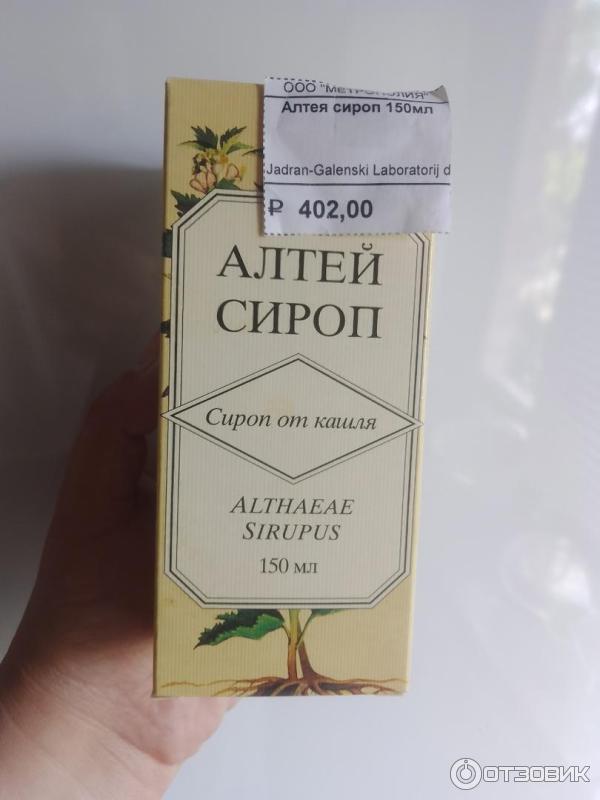 ООО "МЕТРОПОЛИЯ"
Алтея сироп 150мл
Jadran-Galenski Laboratorij d
₽ 402,00
АЛТЕЙ
СИРОП
Сироп от кашля
ALTHAEAE
SIRUPUS
150 мл
ОТЗОВИК